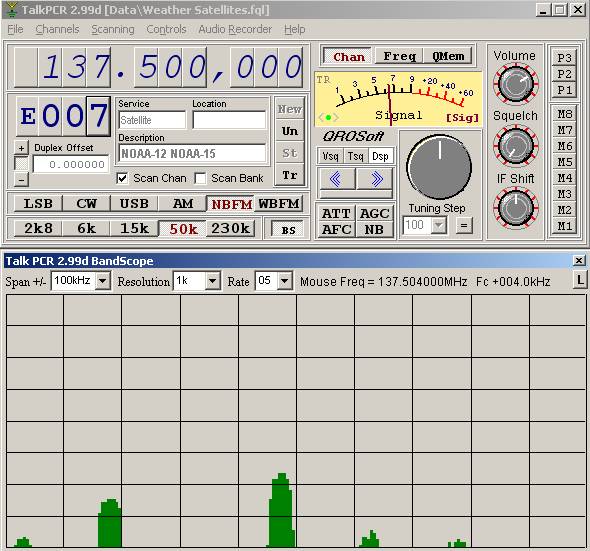 TalkPCR 2.99d [Data\Weather Satellites.fql]
File Channels Scanning Controls Audio Recorder Help
137.500,000
E007
Service Location
Satellite
Description
NOAA-12 NOAA-15
+ Duplex Offset
0.000000
−
Scan Chan Scan Bank
New
Un
St
Tr
LSB CW USB AM NBFM WBFM
2k8 6k 15k 50k 230k BS
Chan Freq QMem
TR
1 3 5 7 9 +20 +40 +60
Signal [Sig]
QROSoft
Vsq Tsq Dsp
ATT AGC
AFC NB
Tuning Step
100 =
Volume
Squelch
IF Shift
P3
P2
P1
M8
M7
M6
M5
M4
M3
M2
M1
Talk PCR 2.99d BandScope
Span +/- 100kHz Resolution 1k Rate 05 Mouse Freq = 137.504000MHz Fc +004.0kHz L